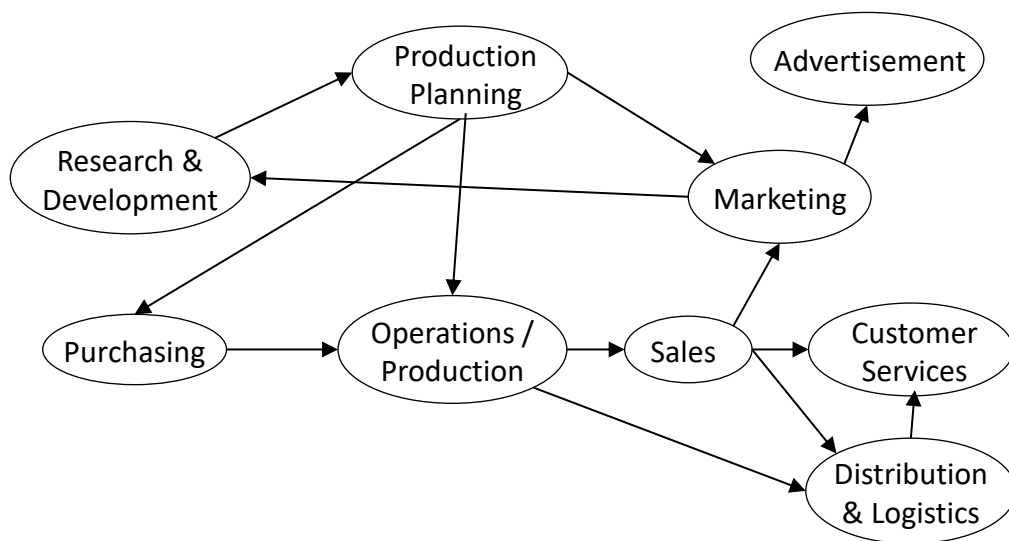 Production
Planning
Advertisement
Research &
Development
Marketing
Purchasing
Operations /
Production
Sales
Customer
Services
Distribution
& Logistics